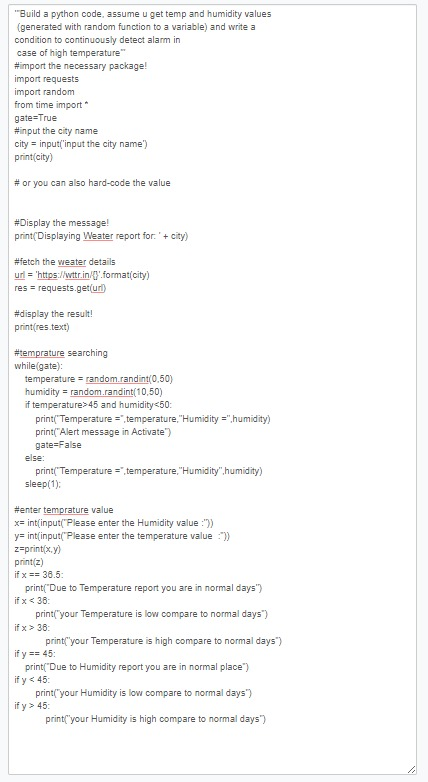 '''Build a python code, assume u get temp and humidity values
(generated with random function to a variable) and write a
condition to continuously detect alarm in
case of high temperature'''
#import the necessary package!
import requests
import random
from time import *
gate=True
#input the city name
city = input('input the city name')
print(city)
# or you can also hard-code the value
#Display the message!
print('Displaying Weater report for: ' + city)
#fetch the weater details
url = 'https://wttr.in/{}'.format(city)
res = requests.get(url)
#display the result!
print(res.text)
#temprature searching
while(gate):
temperature = random.randint(0,50)
humidity = random.randint(10,50)
if temperature>45 and humidity<50:
print("Temperature =",temperature,"Humidity =",humidity)
print("Alert message in Activate")
gate=False
else:
print("Temperature =",temperature,"Humidity",humidity)
sleep(1);
#enter temprature value
x= int(input("Please enter the Humidity value :"))
y= int(input("Please enter the temperature value  :"))
z=print(x,y)
print(z)
if x == 36.5:
print("Due to Temperature report you are in normal days")
if x < 36:
print("your Temperature is low compare to normal days")
if x > 36:
print("your Temperature is high compare to normal days")
if y == 45:
print("Due to Humidity report you are in normal place")
if y < 45:
print("your Humidity is low compare to normal days")
if y > 45:
print("your Humidity is high compare to normal days")